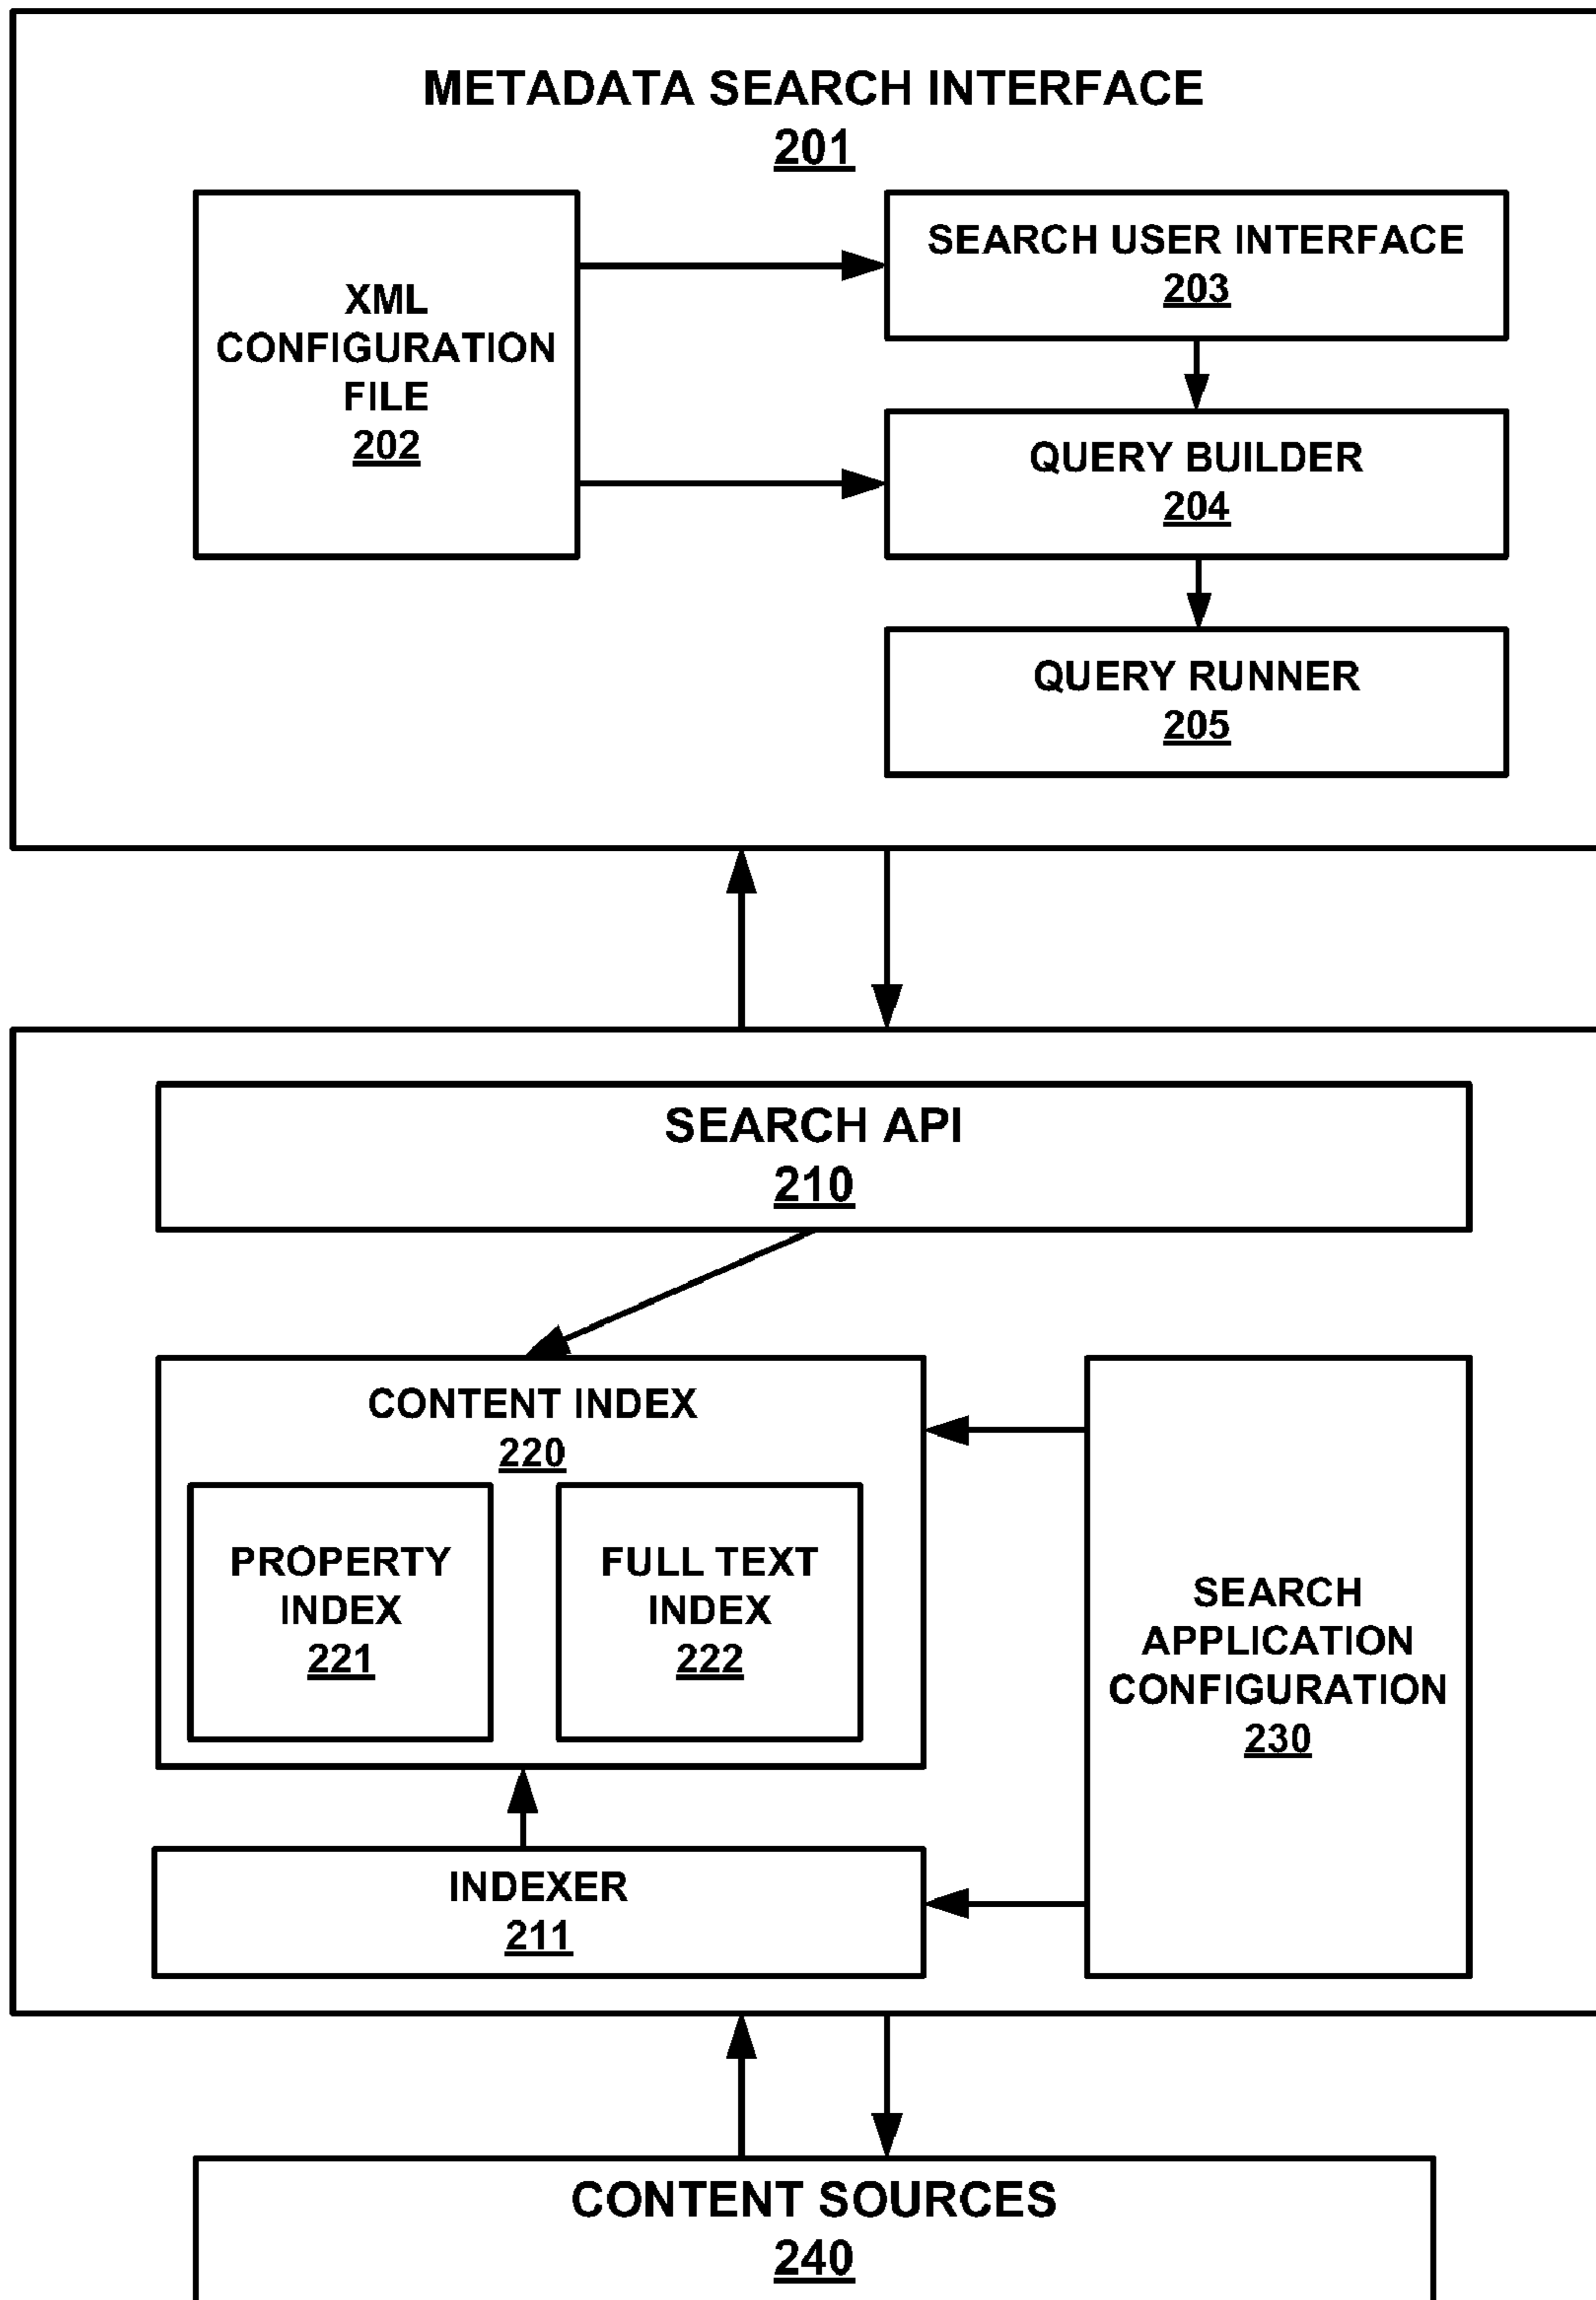 METADATA SEARCH INTERFACE
201
XML
CONFIGURATION
FILE
202
SEARCH USER INTERFACE
203
QUERY BUILDER
204
QUERY RUNNER
205
SEARCH API
210
CONTENT INDEX
220
PROPERTY
INDEX
221
FULL TEXT
INDEX
222
SEARCH
APPLICATION
CONFIGURATION
230
INDEXER
211
CONTENT SOURCES
240